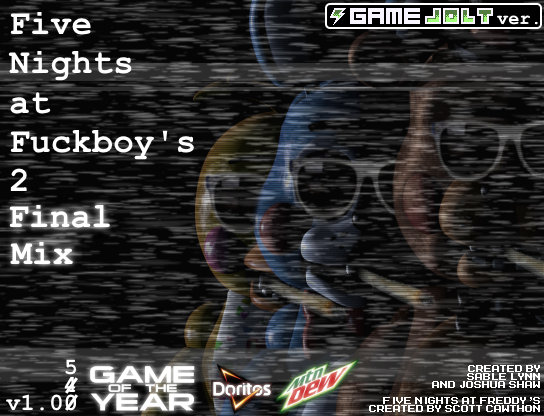 Five
Nights
at
Fuckboy's
2
Final
Mix
GAME JOLT ver.
5
4
v1.00
GAME
OF THE
YEAR
Doritos
Mtn
DEW
CREATED BY
SABLE LYNN
AND JOSHUA SHAW
FIVE NIGHTS AT FREDDY'S
CREATED BY SCOTT CAWTHON